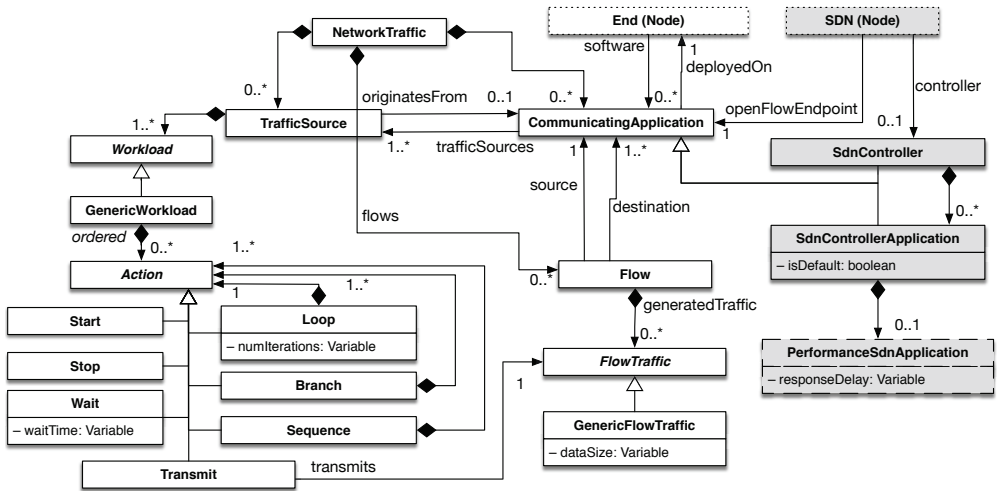 NetworkTraffic
End (Node)
SDN (Node)
software
1
deployedOn
controller
0..*
originatesFrom
0..1
0..*
0..*
openFlowEndpoint
TrafficSource
CommunicatingApplication
1
0..1
1..*
1..*
trafficSources
1
1..*
Workload
SdnController
source
GenericWorkload
flows
destination
0..*
ordered
0..*
1..*
SdnControllerApplication
– isDefault: boolean
Action
1..*
0..*
Flow
1
generatedTraffic
Start
Loop
– numIterations: Variable
0..*
0..1
Stop
FlowTraffic
PerformanceSdnApplication
– responseDelay: Variable
Branch
1
Wait
– waitTime: Variable
Sequence
GenericFlowTraffic
– dataSize: Variable
Transmit
transmits